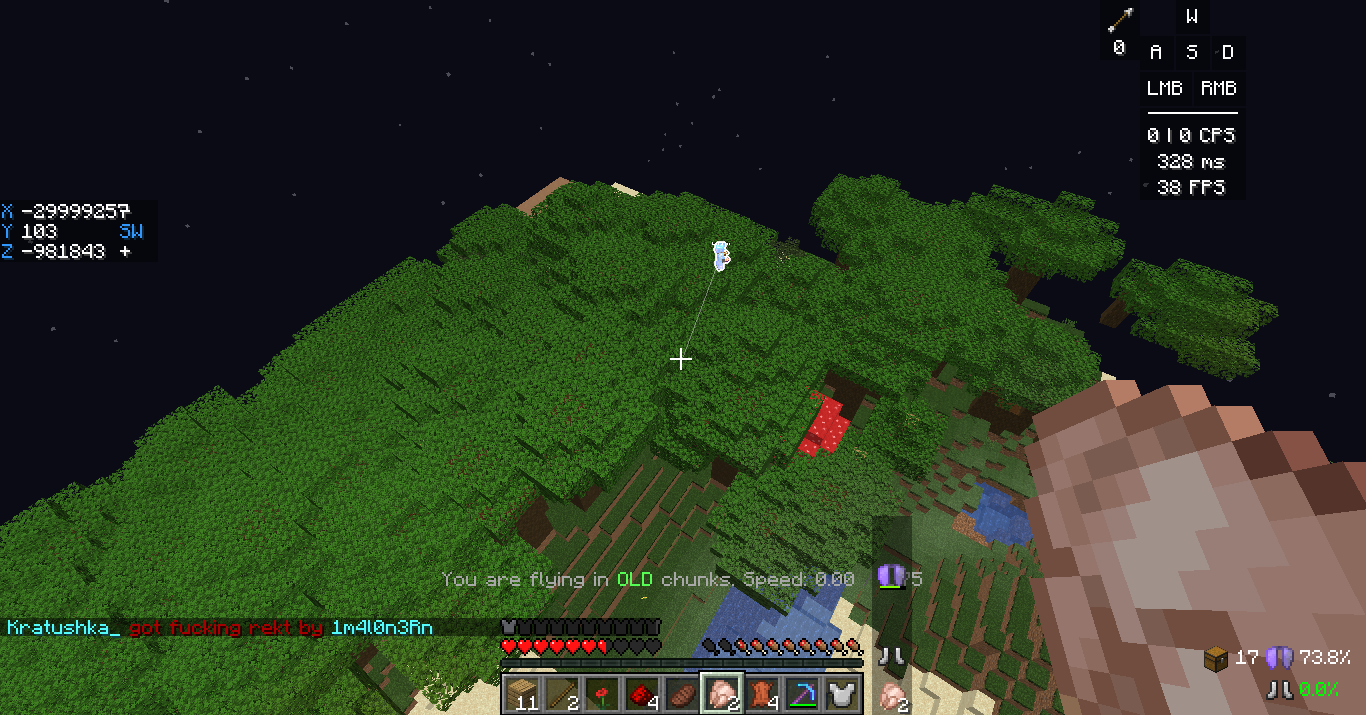 W
0
A S D
LMB RMB
0 | 0 CPS
328 ms
38 FPS
X -29999257
Y 103 SW
Z -981843 +
You are flying in OLD chunks. Speed: 0.00
75
Kratushka_ got fucking rekt by 1m4l0n3Rn
17 73.8%
0.0%
11 2 4 2 4 2